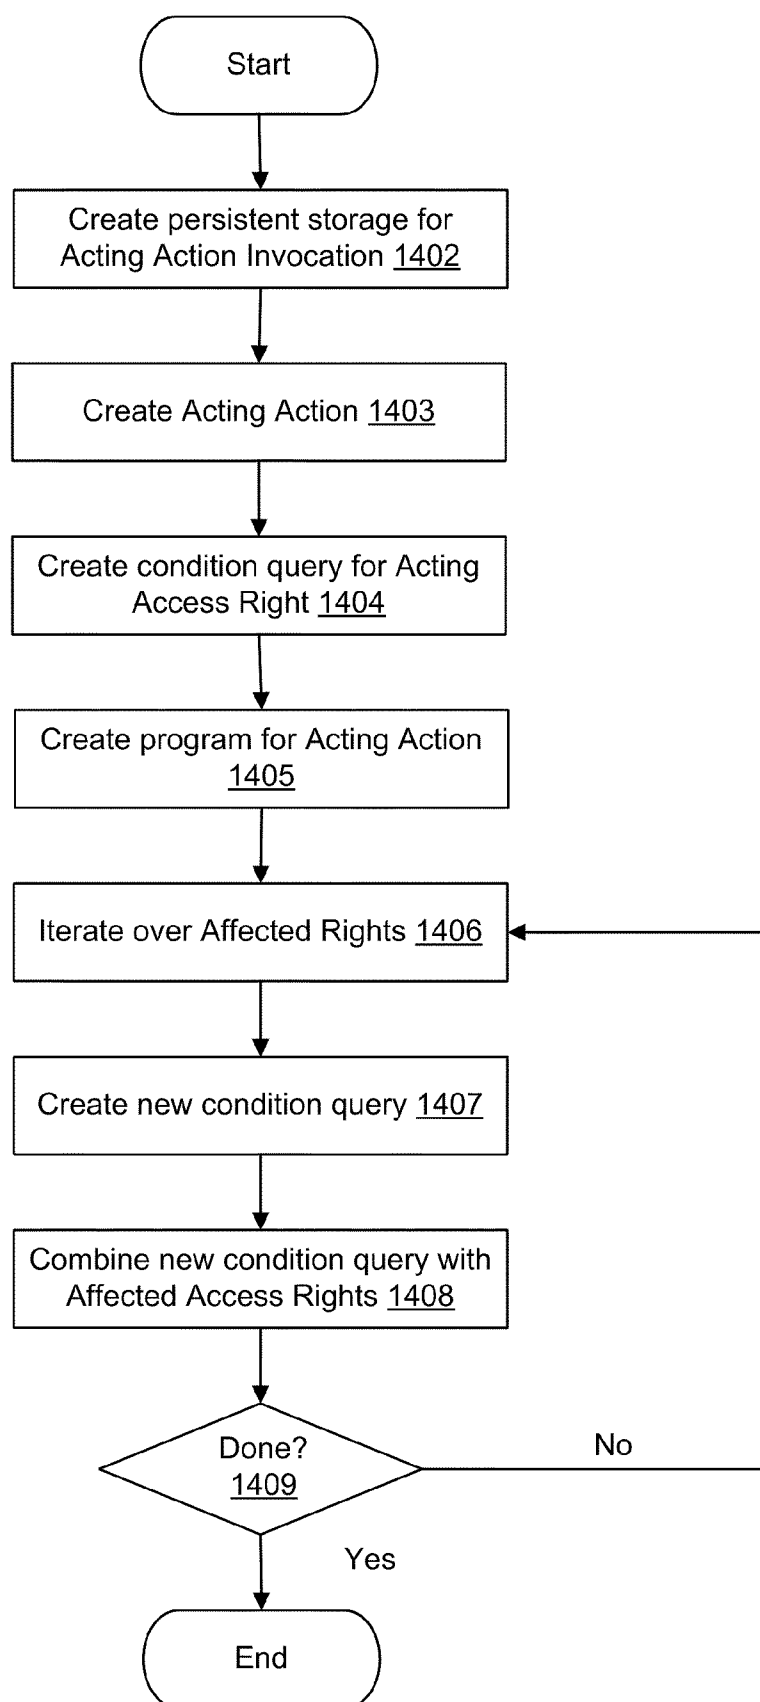 Start
Create persistent storage for
Acting Action Invocation 1402
Create Acting Action 1403
Create condition query for Acting
Access Right 1404
Create program for Acting Action
1405
Iterate over Affected Rights 1406
Create new condition query 1407
Combine new condition query with
Affected Access Rights 1408
Done?
1409
No
Yes
End